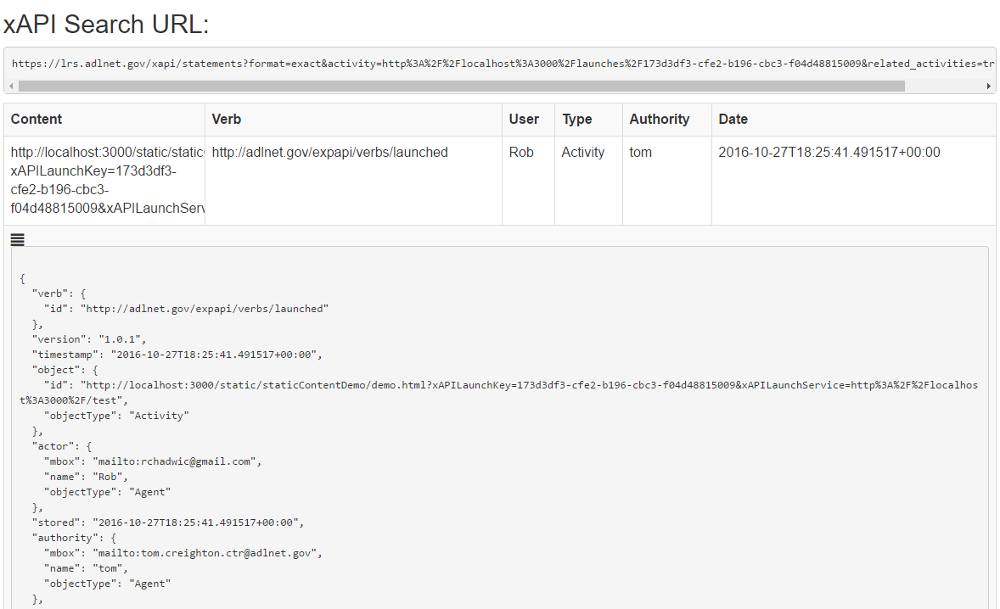 xAPI Search URL:
https://lrs.adlnet.gov/xapi/statements?format=exact&activity=http%3A%2F%2Flocalhost%3A3000%2Flaunches%2F173d3df3-cfe2-b196-cbc3-f04d48815009&related_activities=tr
Content Verb User Type Authority Date
http://localhost:3000/static/static http://adlnet.gov/expapi/verbs/launched Rob Activity tom 2016-10-27T18:25:41.491517+00:00
xAPILaunchKey=173d3df3-
cfe2-b196-cbc3-
f04d48815009&xAPILaunchServ
{
"verb": {
"id": "http://adlnet.gov/expapi/verbs/launched"
},
"version": "1.0.1",
"timestamp": "2016-10-27T18:25:41.491517+00:00",
"object": {
"id": "http://localhost:3000/static/staticContentDemo/demo.html?xAPILaunchKey=173d3df3-cfe2-b196-cbc3-f04d48815009&xAPILaunchService=http%3A%2F%2Flocalhos
t%3A3000%2F/test",
"objectType": "Activity"
},
"actor": {
"mbox": "mailto:rchadwic@gmail.com",
"name": "Rob",
"objectType": "Agent"
},
"stored": "2016-10-27T18:25:41.491517+00:00",
"authority": {
"mbox": "mailto:tom.creighton.ctr@adlnet.gov",
"name": "tom",
"objectType": "Agent"
},